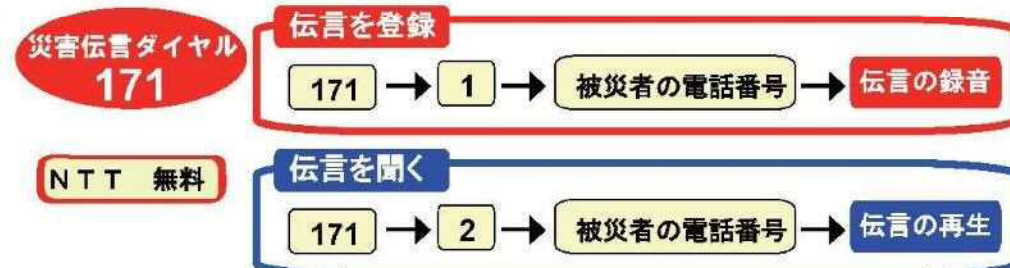 災害伝言ダイヤル
171
伝言を登録
171 → 1 → 被災者の電話番号 → 伝言の録音
NTT 無料
伝言を聞く
171 → 2 → 被災者の電話番号 → 伝言の再生